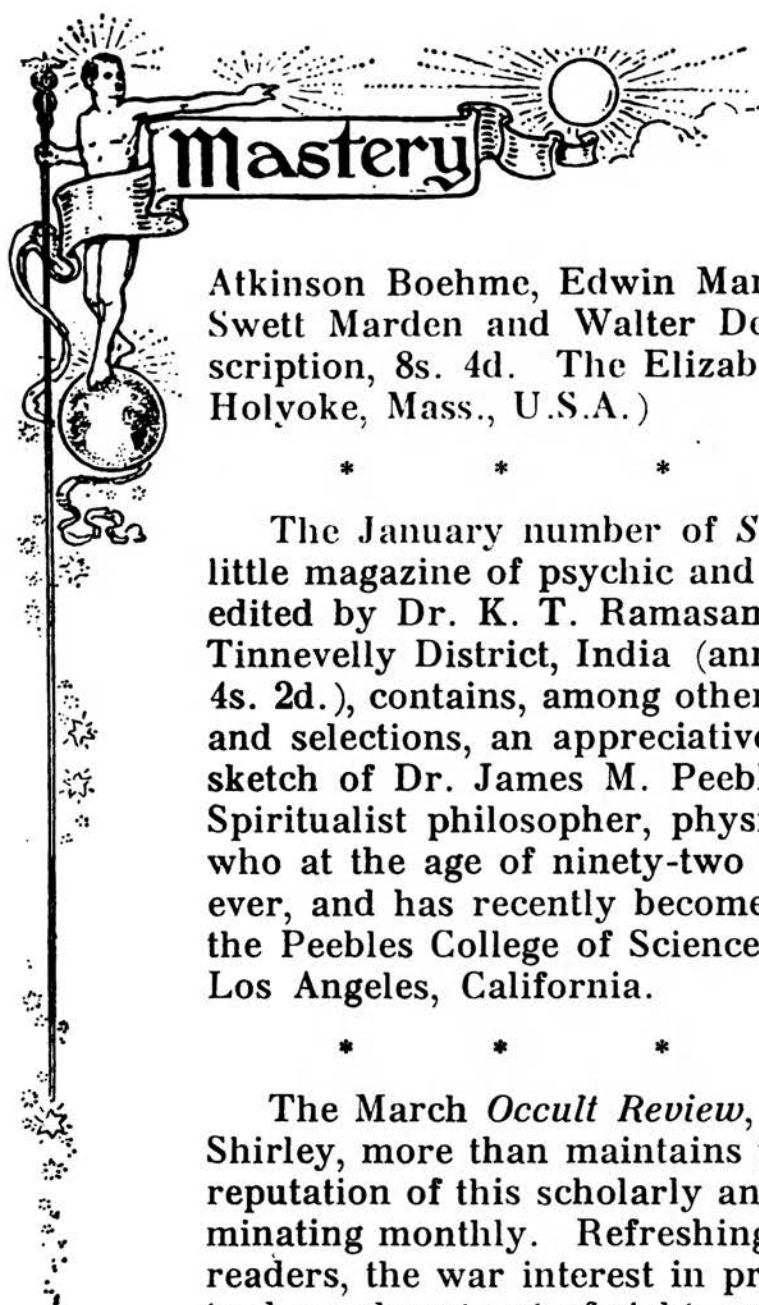 Mastery
Atkinson Boehme, Edwin Mar
Swett Marden and Walter De
scription, 8s. 4d. The Elizab
Holyoke, Mass., U.S.A.)
* * *
The January number of S
little magazine of psychic and
edited by Dr. K. T. Ramasam
Tinnevelly District, India (ann
4s. 2d.), contains, among other
and selections, an appreciative
sketch of Dr. James M. Peebl
Spiritualist philosopher, physi
who at the age of ninety-two
ever, and has recently become
the Peebles College of Science
Los Angeles, California.
* * *
The March Occult Review,
Shirley, more than maintains
reputation of this scholarly an
minating monthly. Refreshing
readers, the war interest in pr